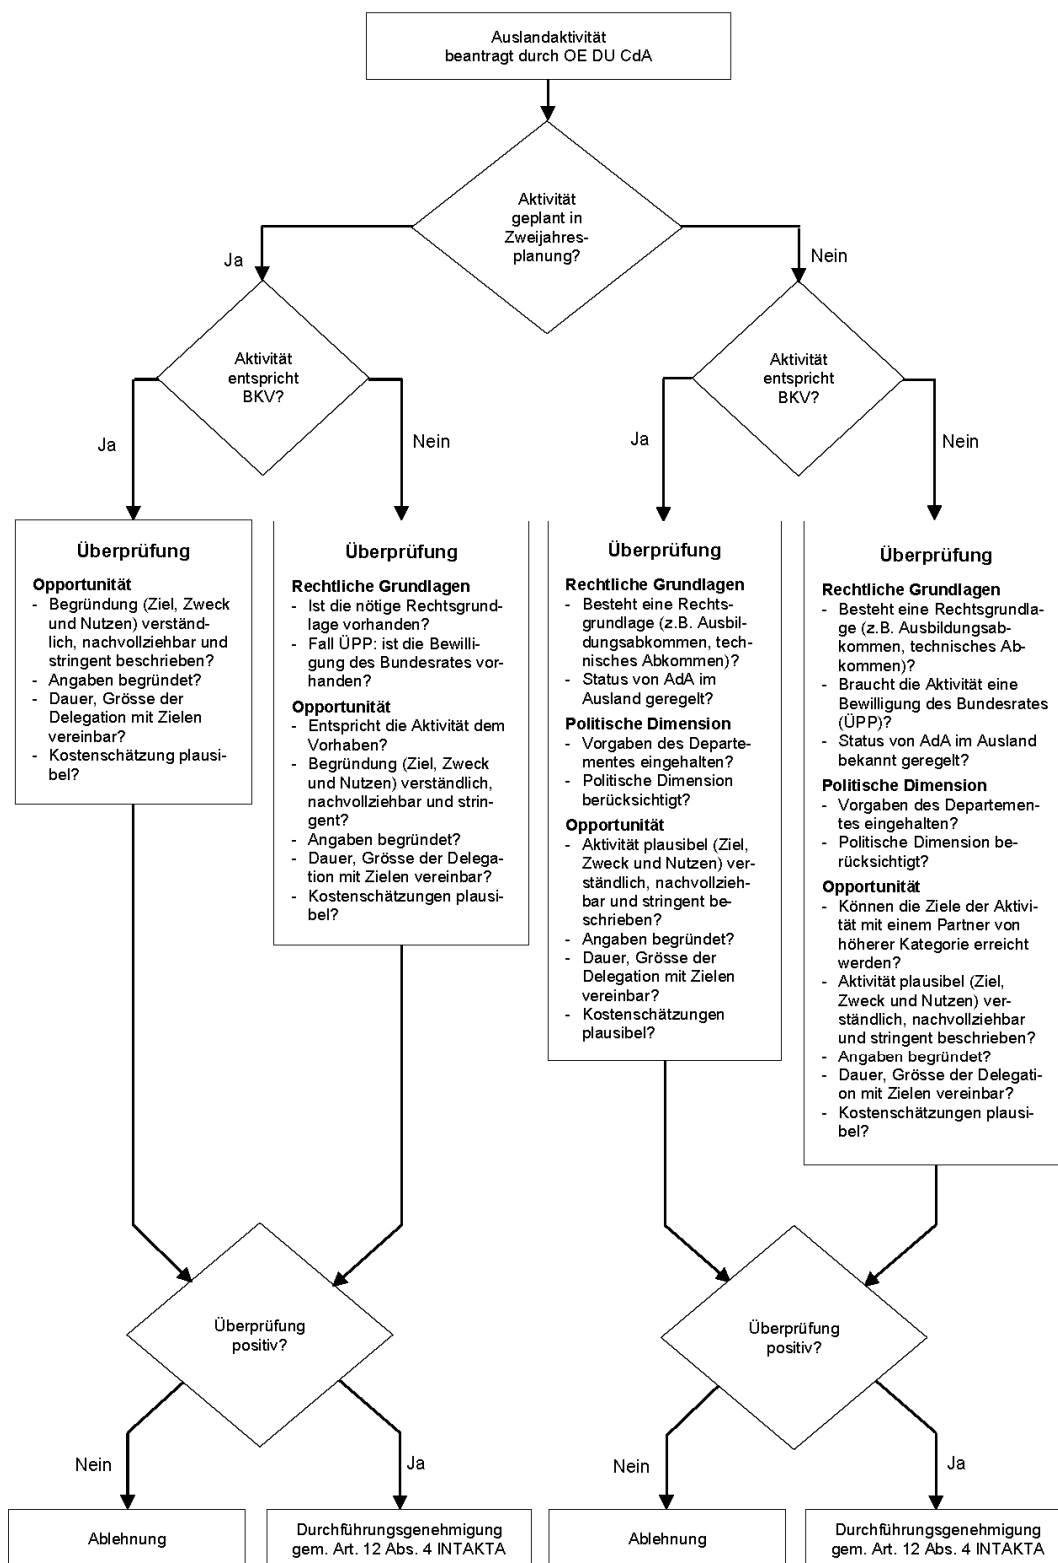 Auslandaktivität
beantragt durch OE DU CdA
Aktivität
geplant in
Zweijahres-
planung?
Ja
Nein
Aktivität
entspricht
BKV?
Ja
Nein
Aktivität
entspricht
BKV?
Ja
Nein
Überprüfung
Opportunität
- Begründung (Ziel, Zweck
und Nutzen) verständ-
lich, nachvollziehbar und
stringent beschrieben?
- Angaben begründet?
- Dauer, Grösse der
Delegation mit Zielen
vereinbar?
- Kostenschätzung plausi-
bel?
Überprüfung
Rechtliche Grundlagen
- Ist die nötige Rechtsgrund-
lage vorhanden?
- Fall ÜPP: ist die Bewilli-
gung des Bundesrates vor-
handen?
Opportunität
- Entspricht die Aktivität dem
Vorhaben?
- Begründung (Ziel, Zweck
und Nutzen) verständlich,
nachvollziehbar und strin-
gent?
- Angaben begründet?
- Dauer, Grösse der Delega-
tion mit Zielen vereinbar?
- Kostenschätzungen plausi-
bel?
Überprüfung
Rechtliche Grundlagen
- Besteht eine Rechts-
grundlage (z.B. Ausbil-
dungsabkommen, tech-
nisches Abkommen)?
- Status von AdA im
Ausland geregelt?
Politische Dimension
- Vorgaben des Departe-
mentes eingehalten?
- Politische Dimension
berücksichtigt?
Opportunität
- Aktivität plausibel (Ziel,
Zweck und Nutzen) ver-
ständlich, nachvollzieh-
bar und stringent be-
schrieben?
- Angaben begründet?
- Dauer, Grösse der
Delegation mit Zielen
vereinbar?
- Kostenschätzungen
plausibel?
Überprüfung
Rechtliche Grundlagen
- Besteht eine Rechtsgrundla-
ge (z.B. Ausbildungsab-
kommen, technisches Ab-
kommen)?
- Braucht die Aktivität eine
Bewilligung des Bundesrates
(ÜPP)?
- Status von AdA im Ausland
bekannt geregelt?
Politische Dimension
- Vorgaben des Departemen-
tes eingehalten?
- Politische Dimension be-
rücksichtigt?
Opportunität
- Können die Ziele der Aktivi-
tät mit einem Partner von
höherer Kategorie erreicht
werden?
- Aktivität plausibel (Ziel,
Zweck und Nutzen) ver-
ständlich, nachvollziehbar
und stringent beschrieben?
- Angaben begründet?
- Dauer, Grösse der Delegati-
on mit Zielen vereinbar?
- Kostenschätzungen plausi-
bel?
Überprüfung
positiv?
Nein
Ja
Überprüfung
positiv?
Nein
Ja
Ablehnung
Durchführungsgenehmigung
gem. Art. 12 Abs. 4 INTAKTA
Ablehnung
Durchführungsgenehmigung
gem. Art. 12 Abs. 4 INTAKTA